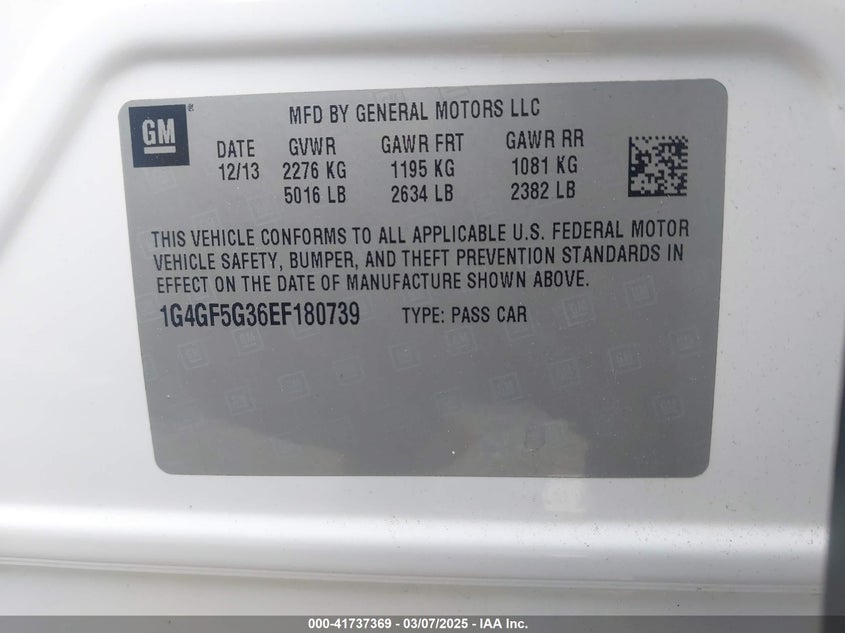 GM
MFD BY GENERAL MOTORS LLC
DATE GVWR GAWR FRT GAWR RR
12/13 2276 KG 1195 KG 1081 KG
5016 LB 2634 LB 2382 LB
THIS VEHICLE CONFORMS TO ALL APPLICABLE U.S. FEDERAL MOTOR
VEHICLE SAFETY, BUMPER, AND THEFT PREVENTION STANDARDS IN
EFFECT ON THE DATE OF MANUFACTURE SHOWN ABOVE.
1G4GF5G36EF180739 TYPE: PASS CAR
000-41737369 - 03/07/2025 - IAA Inc.